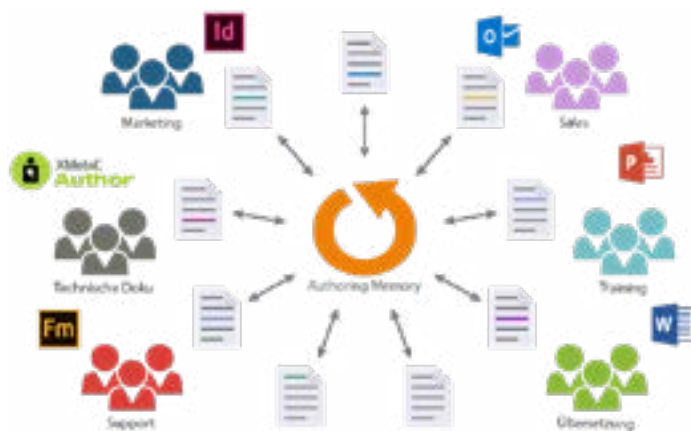 Id
Marketing
O
Sales
XMetaL
Author
P
Technische Doku
Authoring Memory
Training
Fm
W
Support
Übersetzung